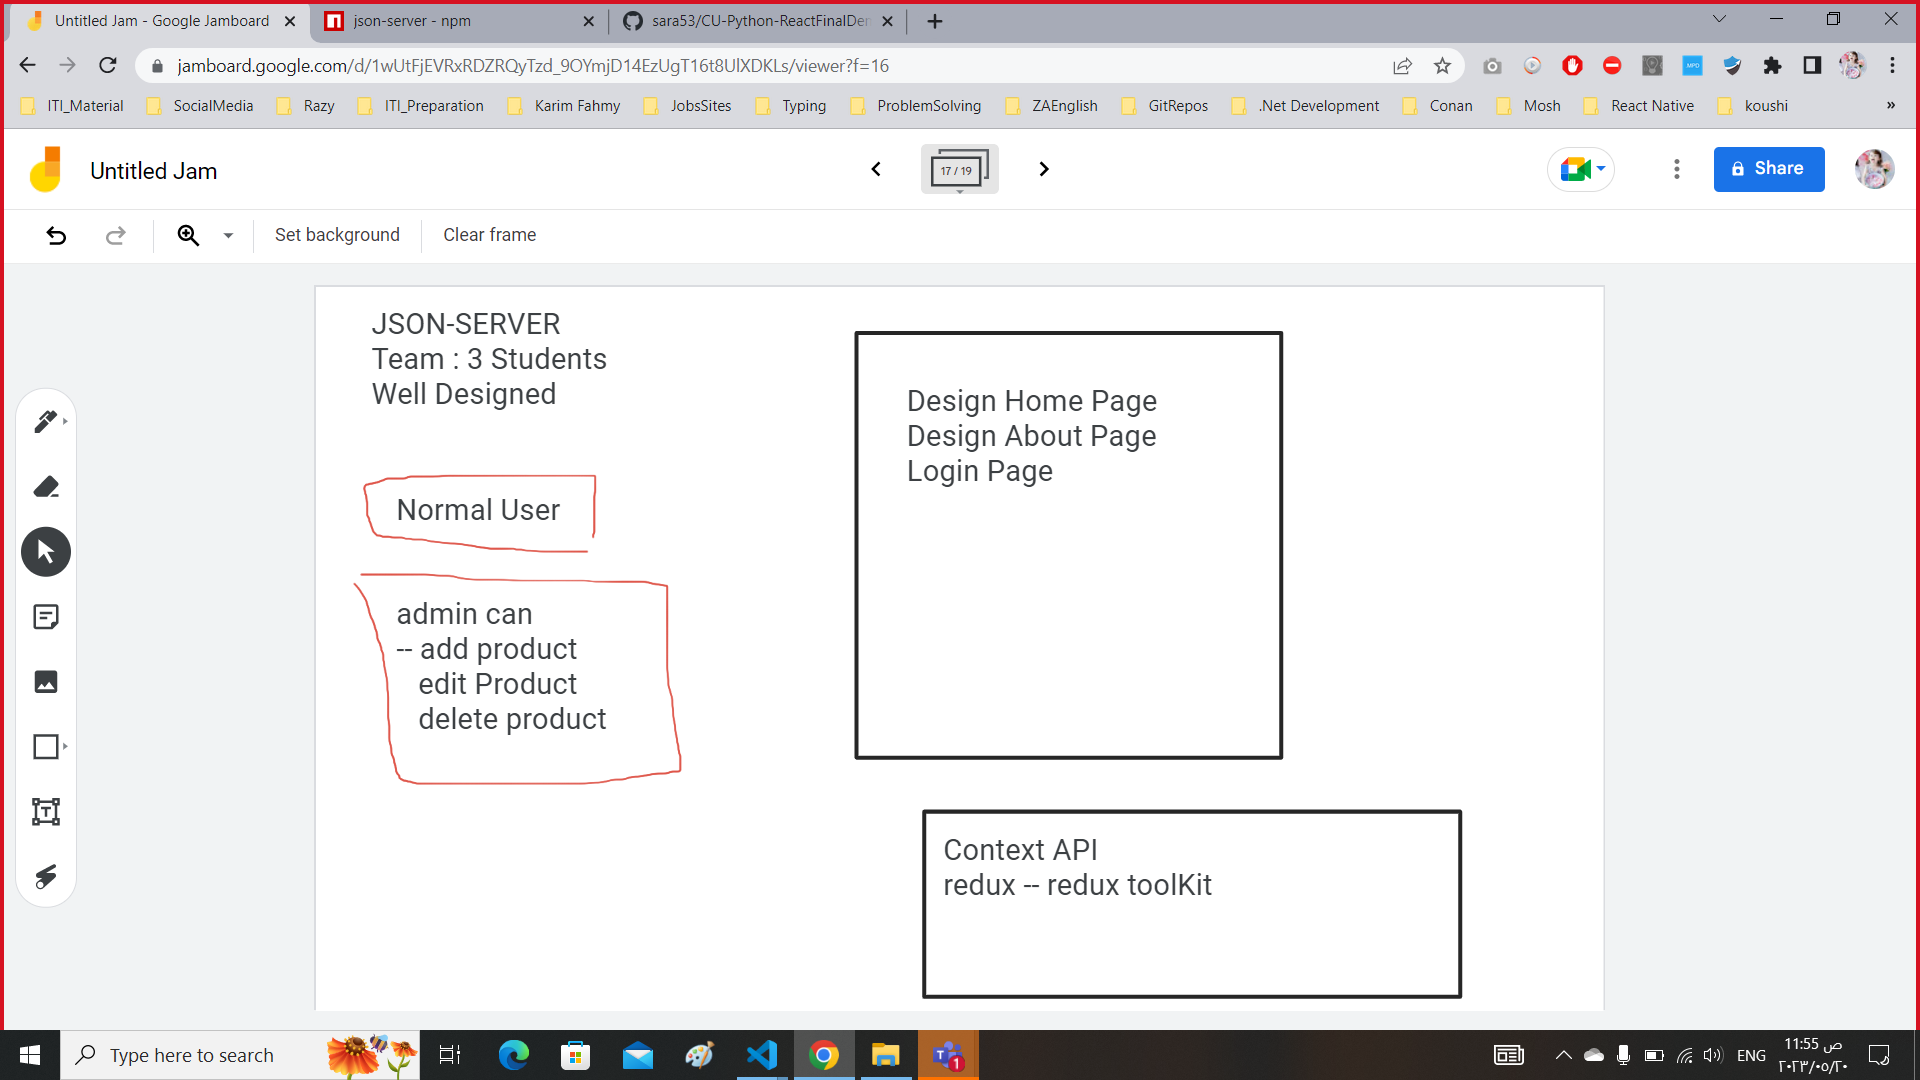 Untitled Jam - Google Jamboard
json-server - npm
sara53/CU-Python-ReactFinalDer
jamboard.google.com/d/1wUtFjEVRxRDZRQyTzd_9OYmjD14EzUgT16t8UlXDKLs/viewer?f=16
ITI_Material
SocialMedia
Razy
ITI_Preparation
Karim Fahmy
JobsSites
Typing
ProblemSolving
ZAEnglish
GitRepos
.Net Development
Conan
Mosh
React Native
koushi
»
Untitled Jam
17 / 19
Share
Set background
Clear frame
JSON-SERVER
Team : 3 Students
Well Designed
Normal User
admin can
-- add product
edit Product
delete product
Design Home Page
Design About Page
Login Page
Context API
redux -- redux toolKit
Type here to search
1
ENG
11:55 ص
٢٠٢٣/٠٥/٢٠